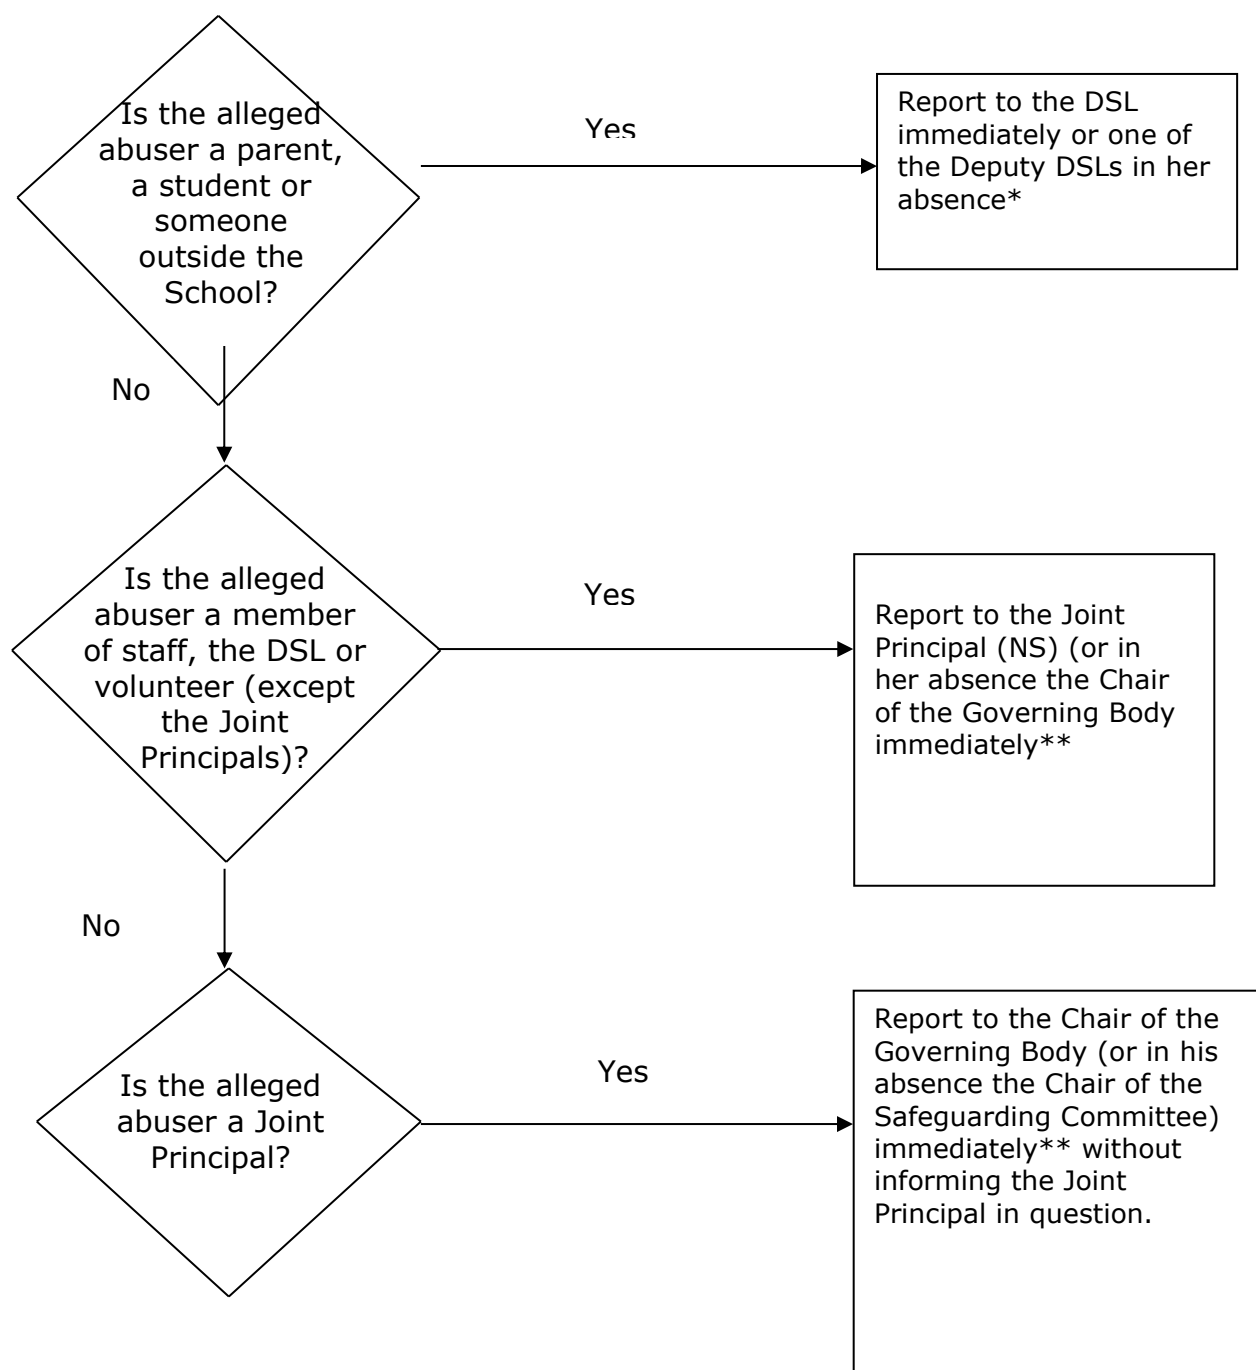 Is the alleged
abuser a parent,
a student or
someone
outside the
School?
Yes
Report to the DSL
immediately or one of
the Deputy DSLs in her
absence*
No
Is the alleged
abuser a member
of staff, the DSL or
volunteer (except
the Joint
Principals)?
Yes
Report to the Joint
Principal (NS) (or in
her absence the Chair
of the Governing Body
immediately**
No
Is the alleged
abuser a Joint
Principal?
Yes
Report to the Chair of the
Governing Body (or in his
absence the Chair of the
Safeguarding Committee)
immediately** without
informing the Joint
Principal in question.